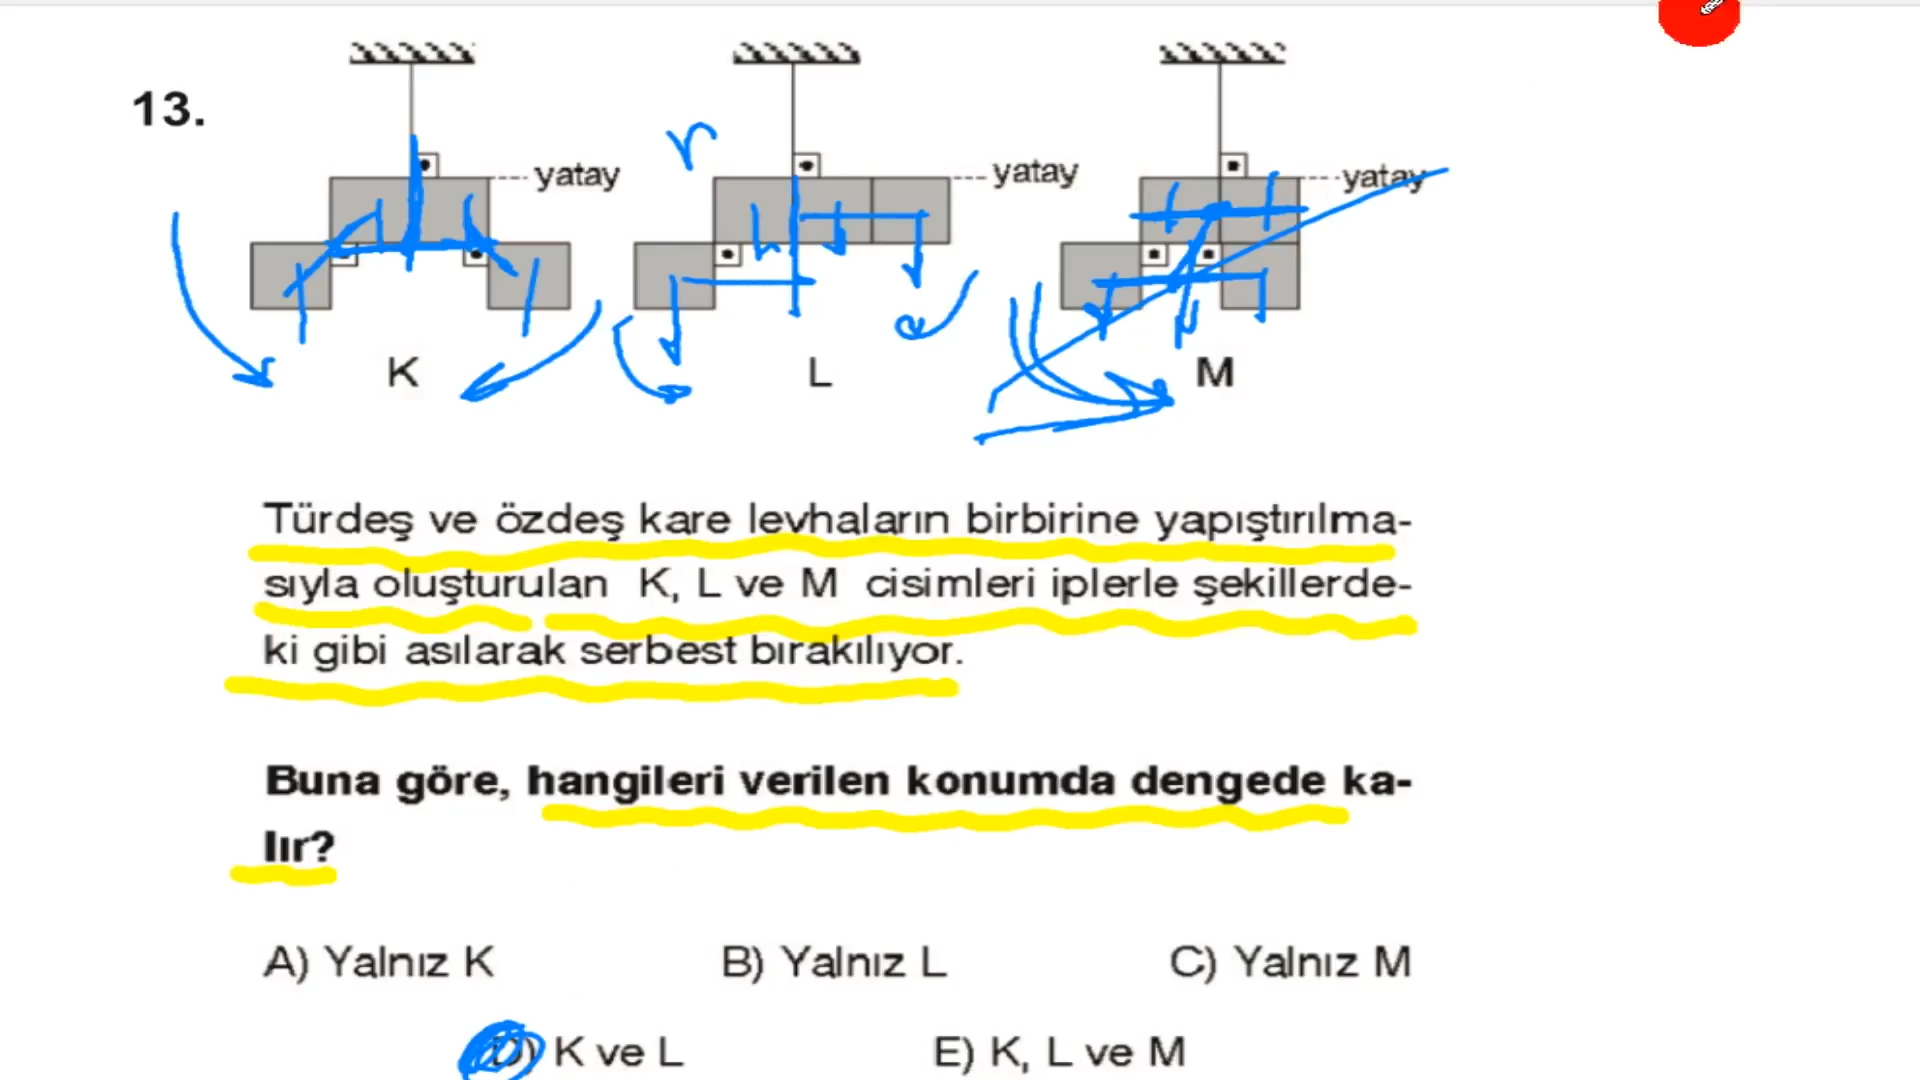 13.
yatay
yatay
yatay
K
L
M
Türdeş ve özdeş kare levhaların birbirine yapıştırılma-
sıyla oluşturulan K, L ve M cisimleri iplerle şekillerde-
ki gibi asılarak serbest bırakılıyor.
Buna göre, hangileri verilen konumda dengede ka-
lır?
A) Yalnız K
B) Yalnız L
C) Yalnız M
D) K ve L
E) K, L ve M